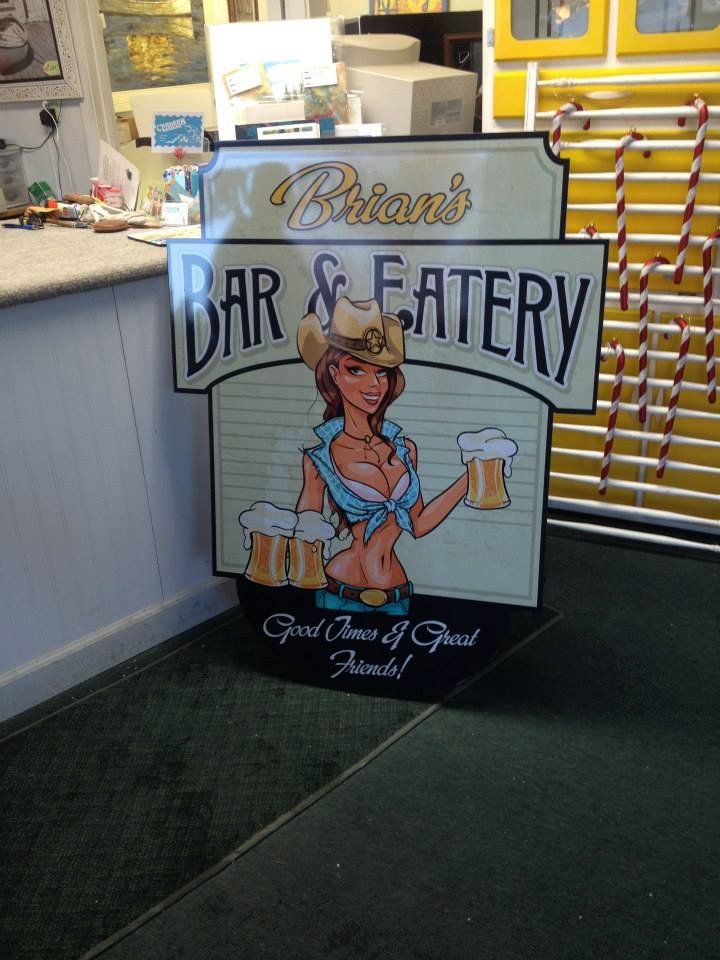 Brian's
BAR & EATERY
Good Times & Great
Friends!